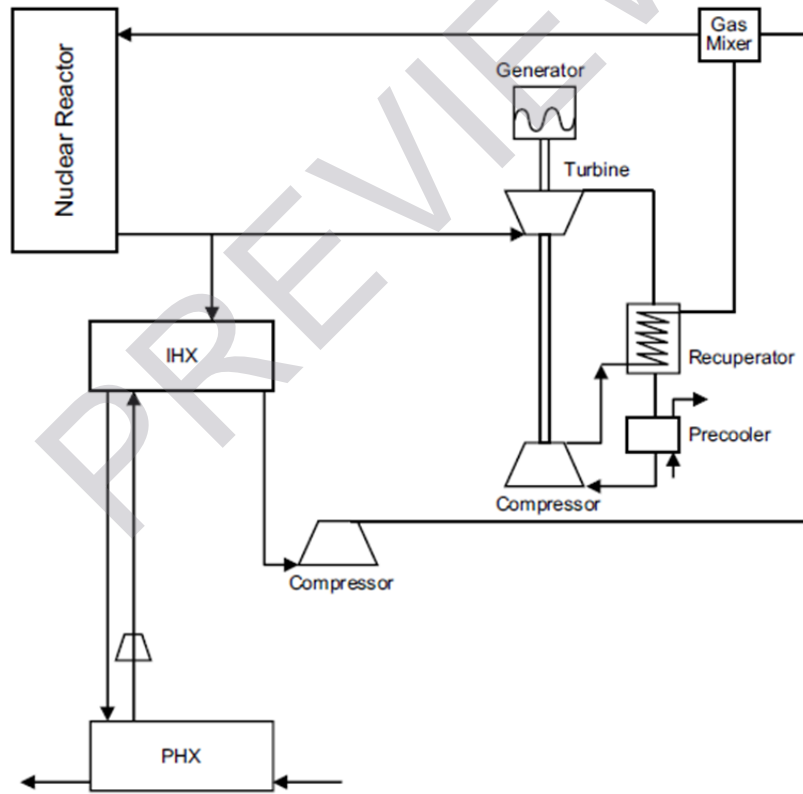 Gas
Mixer
Nuclear Reactor
Generator
Turbine
IHX
Recuperator
Precooler
Compressor
Compressor
PHX
PREVIEW